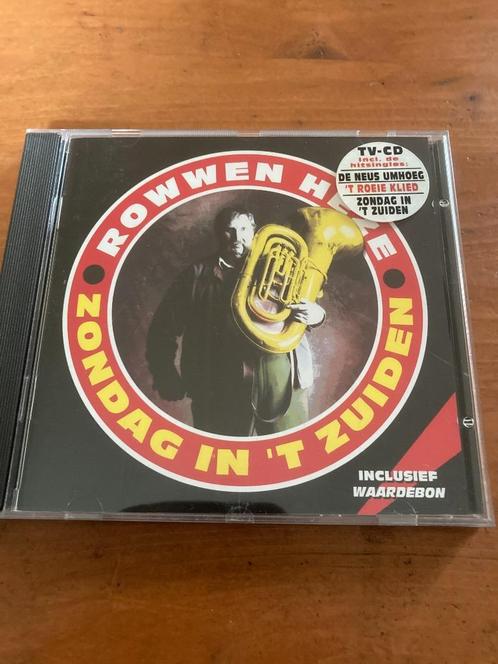 ROWWEN HÈZE
ZONDAG IN 'T ZUIDEN
TV-CD
incl. de
hitsingles:
DE NEUS UMHOEG
'T ROEIE KLIED
ZONDAG IN
'T ZUIDEN
INCLUSIEF
WAARDEBON